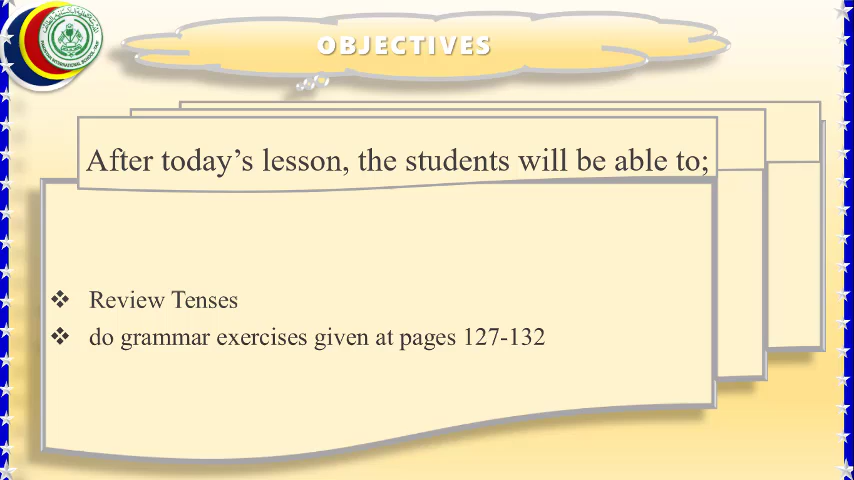 OBJECTIVES
After today’s lesson, the students will be able to;
❖ Review Tenses
❖ do grammar exercises given at pages 127-132